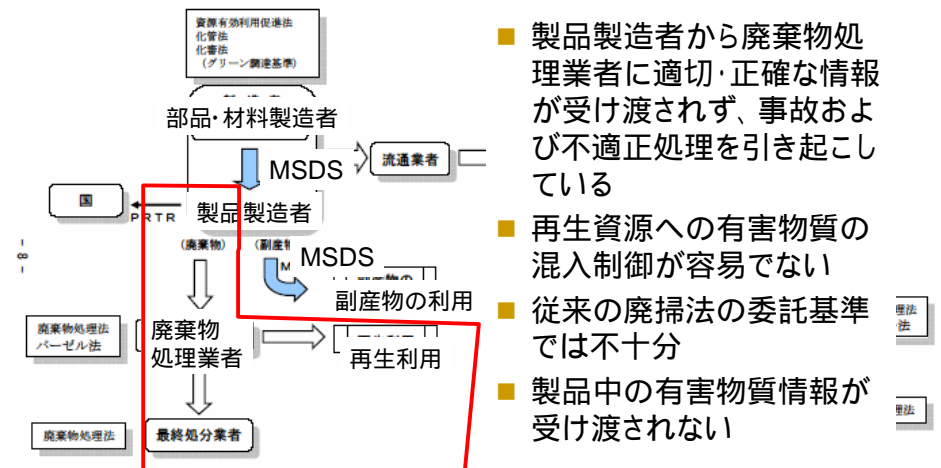 資源有効利用促進法
化管法
化審法
(グリーン調達基準)
部品・材料製造者
MSDS
流通業者
国
PRTR
製品製造者
(廃棄物)
(副産物
MSDS
副産物の利用
- 8 -
廃棄物処理法
バーゼル法
廃棄物
処理業者
再生利用
廃棄物処理法
最終処分業者
■ 製品製造者から廃棄物処
理業者に適切・正確な情報
が受け渡されず、事故およ
び不適正処理を引き起こし
ている
■ 再生資源への有害物質の
混入制御が容易でない
■ 従来の廃掃法の委託基準
では不十分
■ 製品中の有害物質情報が
受け渡されない
理法
法
理法